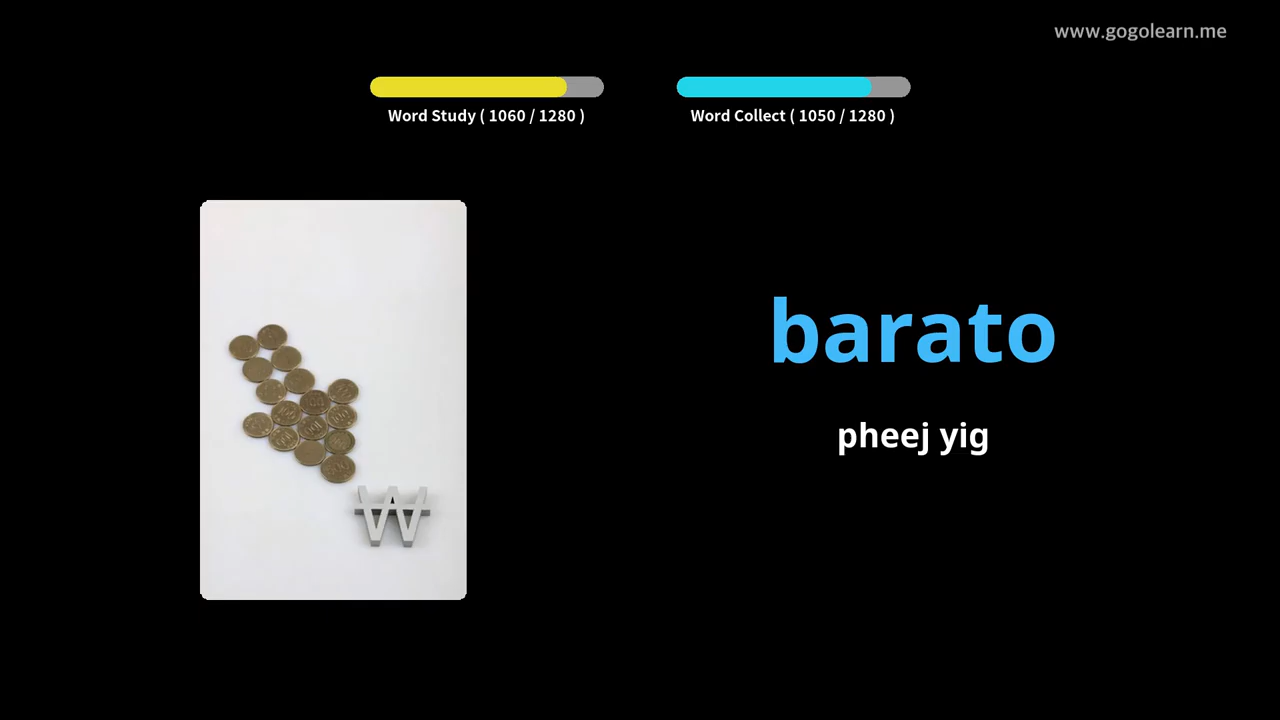 www.gogolearn.me
Word Study ( 1060 / 1280 )
Word Collect ( 1050 / 1280 )
barato
pheej yig
₩